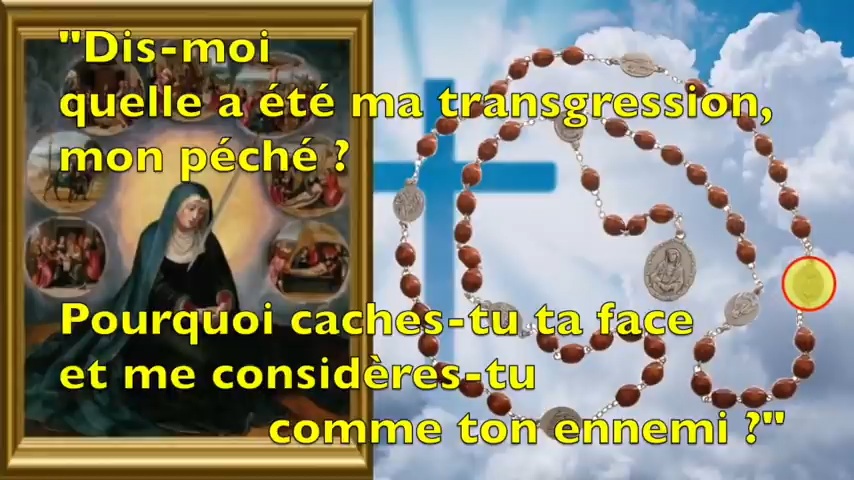 "Dis-moi
quelle a été ma transgression,
mon péché ?
Pourquoi caches-tu ta face
et me considères-tu
comme ton ennemi ?"